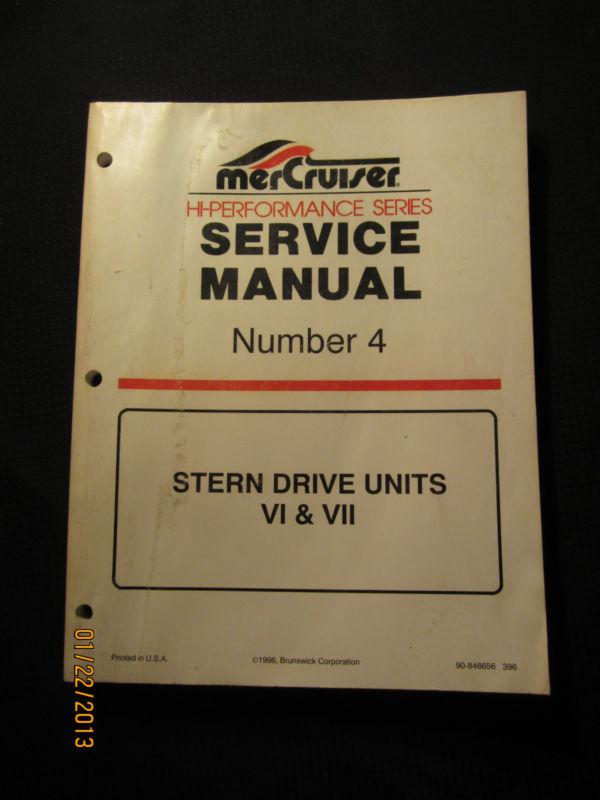 merCruiser
HI-PERFORMANCE SERIES
SERVICE
MANUAL
Number 4
STERN DRIVE UNITS
VI & VII
Printed in U.S.A.
©1996, Brunswick Corporation
90-848656 396
01/22/2013